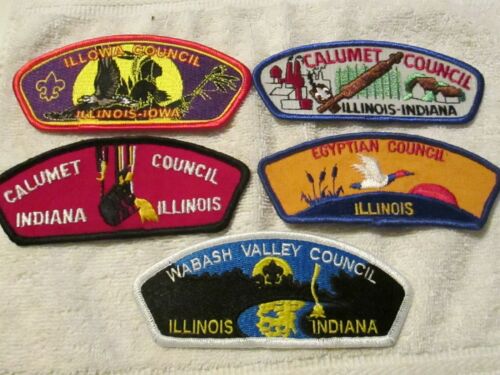 ILLOWA COUNCIL
ILLINOIS-IOWA
CALUMET COUNCIL
ILLINOIS-INDIANA
CALUMET COUNCIL
INDIANA ILLINOIS
EGYPTIAN COUNCIL
ILLINOIS
WABASH VALLEY COUNCIL
ILLINOIS INDIANA